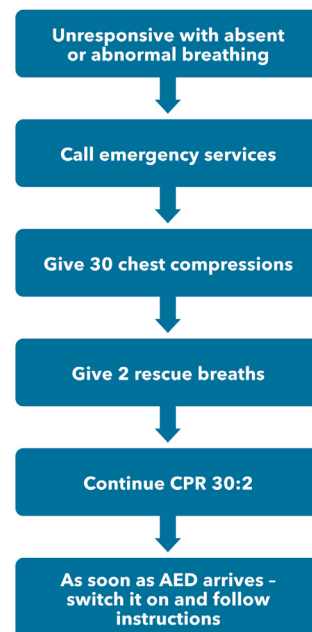 Unresponsive with absent
or abnormal breathing
Call emergency services
Give 30 chest compressions
Give 2 rescue breaths
Continue CPR 30:2
As soon as AED arrives –
switch it on and follow
instructions